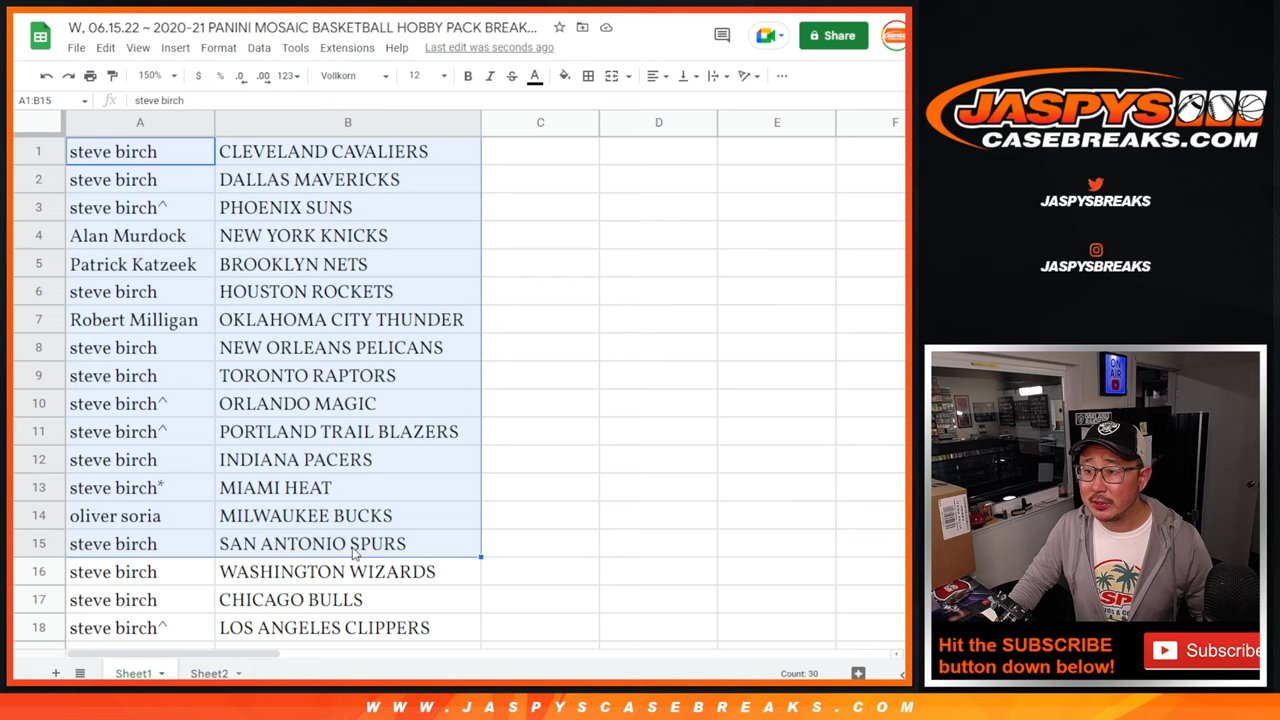 W, 06.15.22 ~ 2020-21 PANINI MOSAIC BASKETBALL HOBBY PACK BREAK...
File Edit View Insert Format Data Tools Extensions Help Last edit was seconds ago
Share
150% $ % .0 .00 123 Vollkorn 12 B I S A
A1:B15 fx steve birch
A B C D E F
1 steve birch CLEVELAND CAVALIERS
2 steve birch DALLAS MAVERICKS
3 steve birch^ PHOENIX SUNS
4 Alan Murdock NEW YORK KNICKS
5 Patrick Katzeek BROOKLYN NETS
6 steve birch HOUSTON ROCKETS
7 Robert Milligan OKLAHOMA CITY THUNDER
8 steve birch NEW ORLEANS PELICANS
9 steve birch TORONTO RAPTORS
10 steve birch^ ORLANDO MAGIC
11 steve birch^ PORTLAND TRAIL BLAZERS
12 steve birch INDIANA PACERS
13 steve birch* MIAMI HEAT
14 oliver soria MILWAUKEE BUCKS
15 steve birch SAN ANTONIO SPURS
16 steve birch WASHINGTON WIZARDS
17 steve birch CHICAGO BULLS
18 steve birch^ LOS ANGELES CLIPPERS
Sheet1 Sheet2 Count: 30
JASPYS
CASEBREAKS.COM
JASPYSBREAKS
JASPYSBREAKS
ON
AIR
Hit the SUBSCRIBE
button down below!
Subscribe
WWW.JASPYSCASEBREAKS.COM